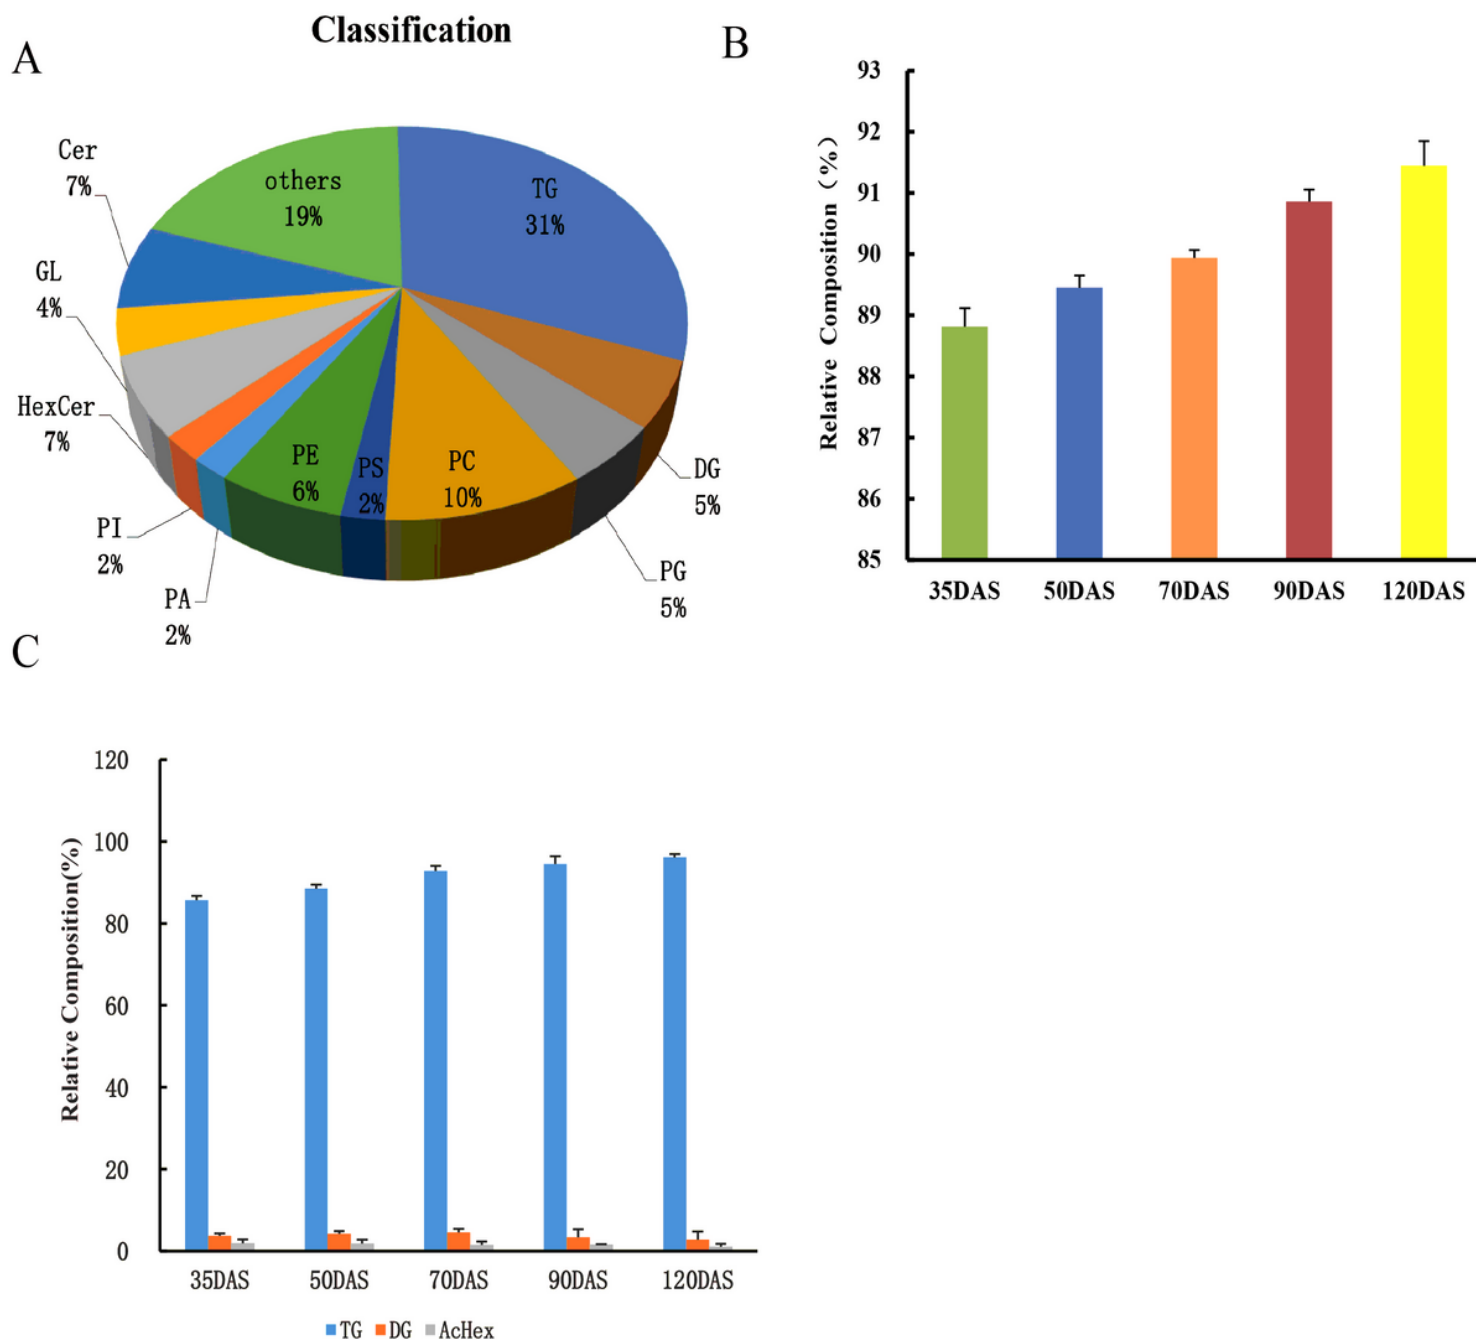 Classification
A
others
19%
TG
31%
Cer
7%
GL
4%
HexCer
7%
PI
2%
PA
2%
PE
6%
PS
2%
PC
10%
PG
5%
DG
5%
B
Relative Composition (%)
93
92
91
90
89
88
87
86
85
35DAS 50DAS 70DAS 90DAS 120DAS
C
Relative Composition(%)
120
100
80
60
40
20
0
35DAS 50DAS 70DAS 90DAS 120DAS
TG DG AcHex